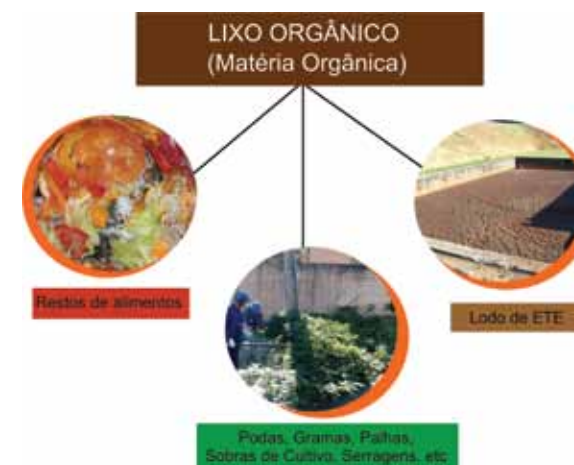 LIXO ORGÂNICO
(Matéria Orgânica)
Restos de alimentos
Lodo de ETE
Podas, Gramas, Palhas,
Sobras de Cultivo, Serragens, etc